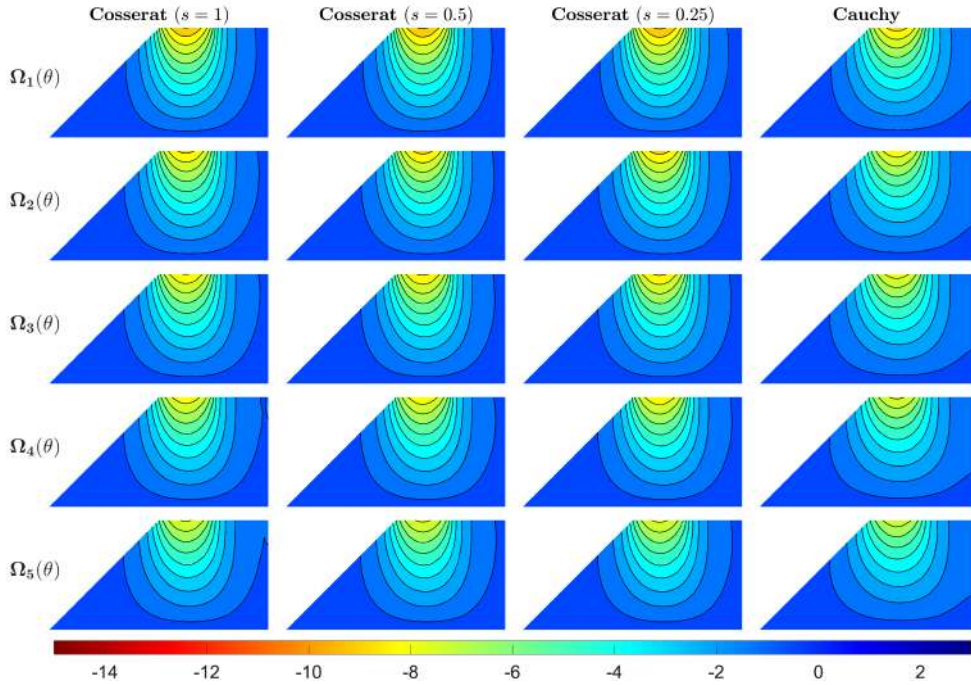 Cosserat (s = 1) Cosserat (s = 0.5) Cosserat (s = 0.25) Cauchy
Ω₁(θ)
Ω₂(θ)
Ω₃(θ)
Ω₄(θ)
Ω₅(θ)
-14 -12 -10 -8 -6 -4 -2 0 2